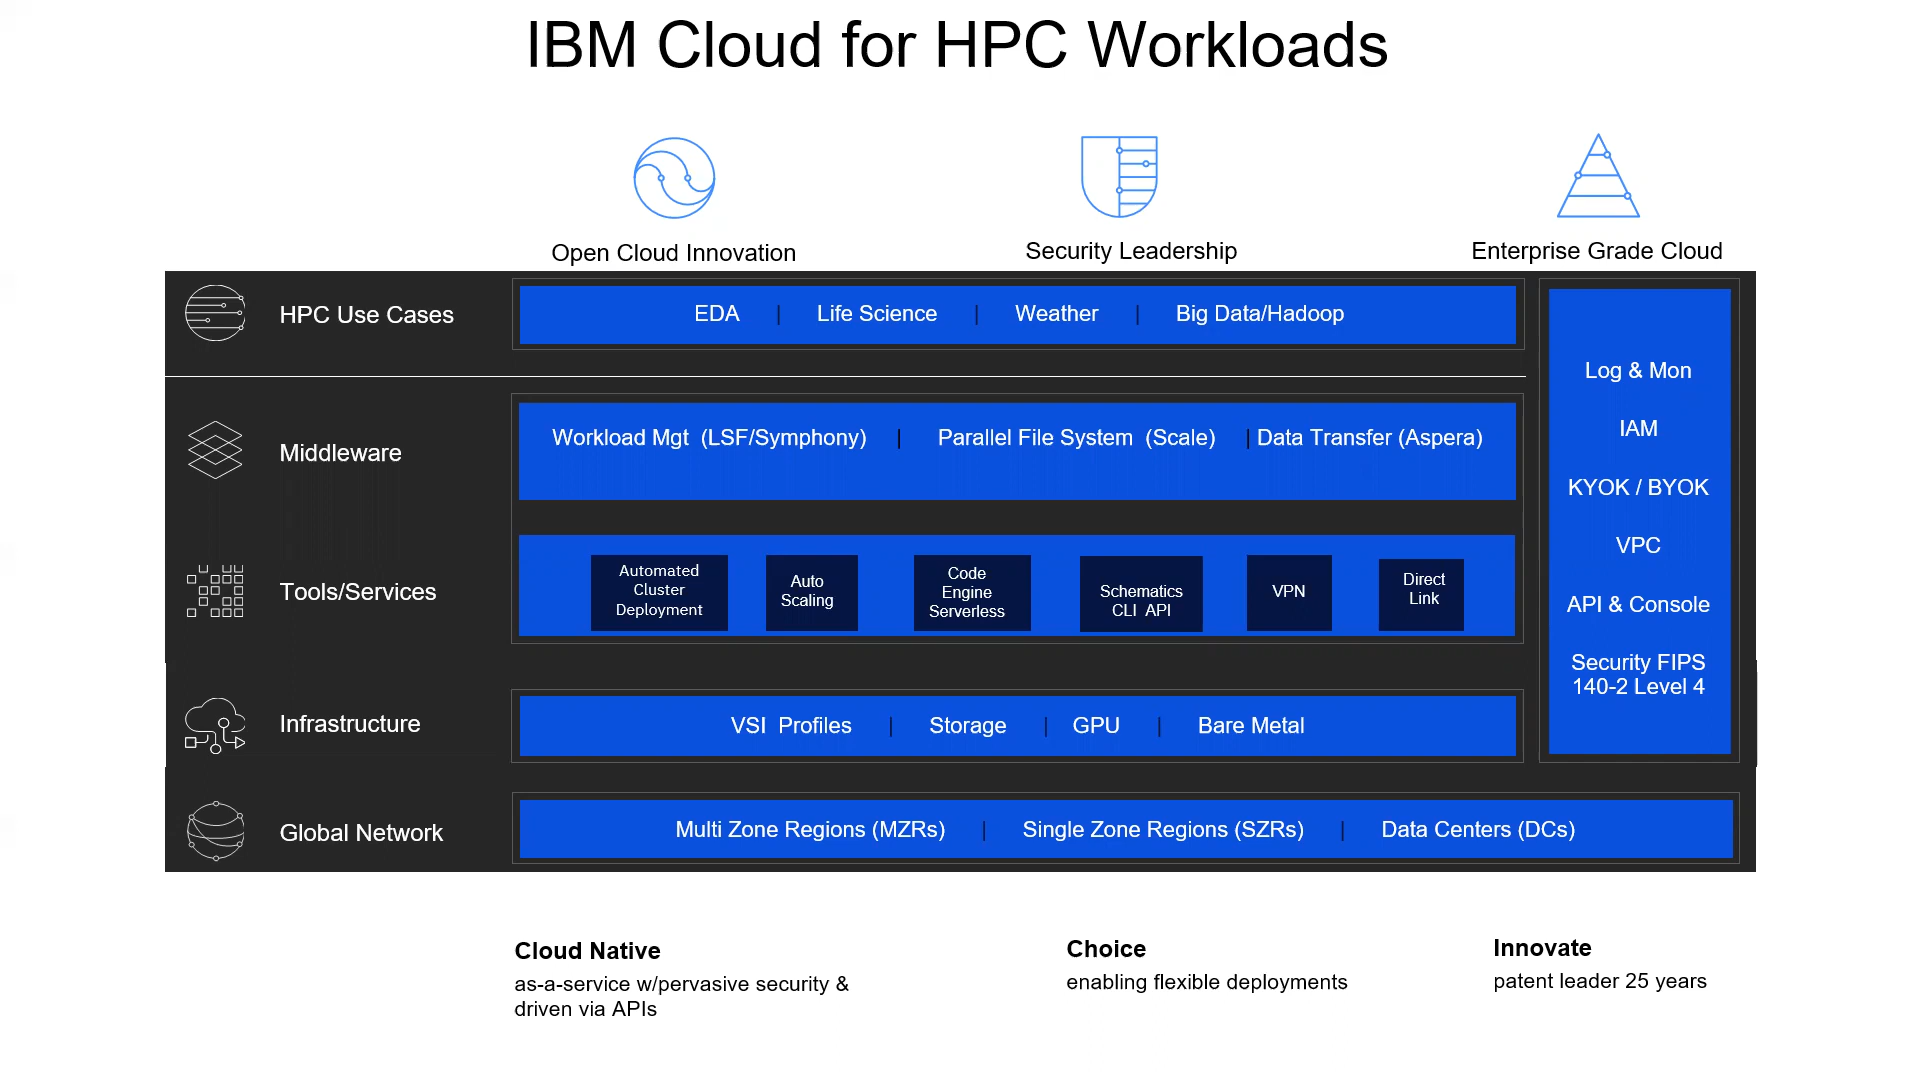 IBM Cloud for HPC Workloads
Open Cloud Innovation
Security Leadership
Enterprise Grade Cloud
HPC Use Cases
EDA | Life Science | Weather | Big Data/Hadoop
Middleware
Workload Mgt (LSF/Symphony) | Parallel File System (Scale) | Data Transfer (Aspera)
Tools/Services
Automated
Cluster
Deployment
Auto
Scaling
Code
Engine
Serverless
Schematics
CLI API
VPN
Direct
Link
Infrastructure
VSI Profiles | Storage | GPU | Bare Metal
Log & Mon
IAM
KYOK / BYOK
VPC
API & Console
Security FIPS
140-2 Level 4
Global Network
Multi Zone Regions (MZRs) | Single Zone Regions (SZRs) | Data Centers (DCs)
Cloud Native
as-a-service w/pervasive security &
driven via APIs
Choice
enabling flexible deployments
Innovate
patent leader 25 years